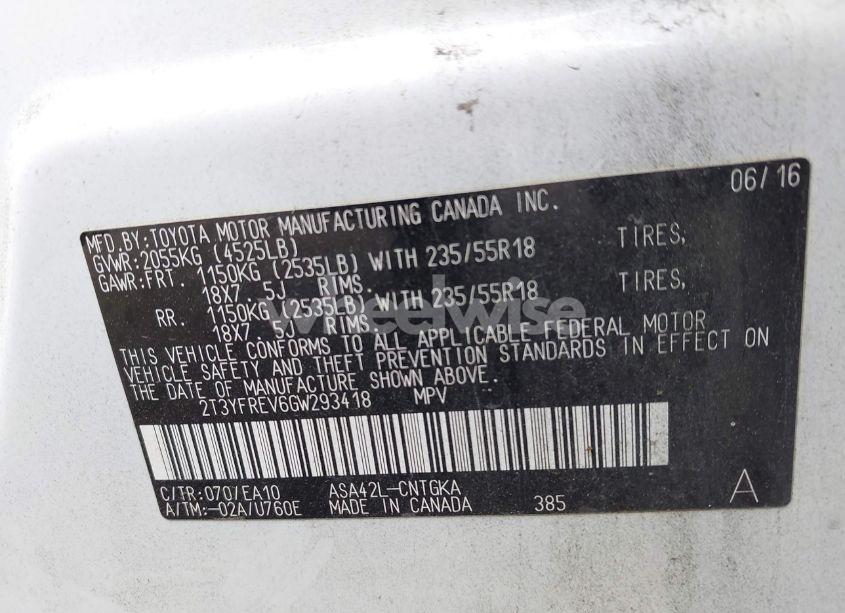 06/16
MFD.BY:TOYOTA MOTOR MANUFACTURING CANADA INC.
GVWR:2055KG (4525LB)
GAWR:FRT. 1150KG (2535LB) WITH 235/55R18 TIRES,
18X7. 5J RIMS.
RR. 1150KG (2535LB) WITH 235/55R18 TIRES,
18X7. 5J RIMS.
wheelwise
THIS VEHICLE CONFORMS TO ALL APPLICABLE FEDERAL MOTOR
VEHICLE SAFETY AND THEFT PREVENTION STANDARDS IN EFFECT ON
THE DATE OF MANUFACTURE SHOWN ABOVE.
2T3YFREV6GW293418 MPV
C/TR:070/EA10 ASA42L-CNTGKA A
A/TM:-02A/U760E MADE IN CANADA 385